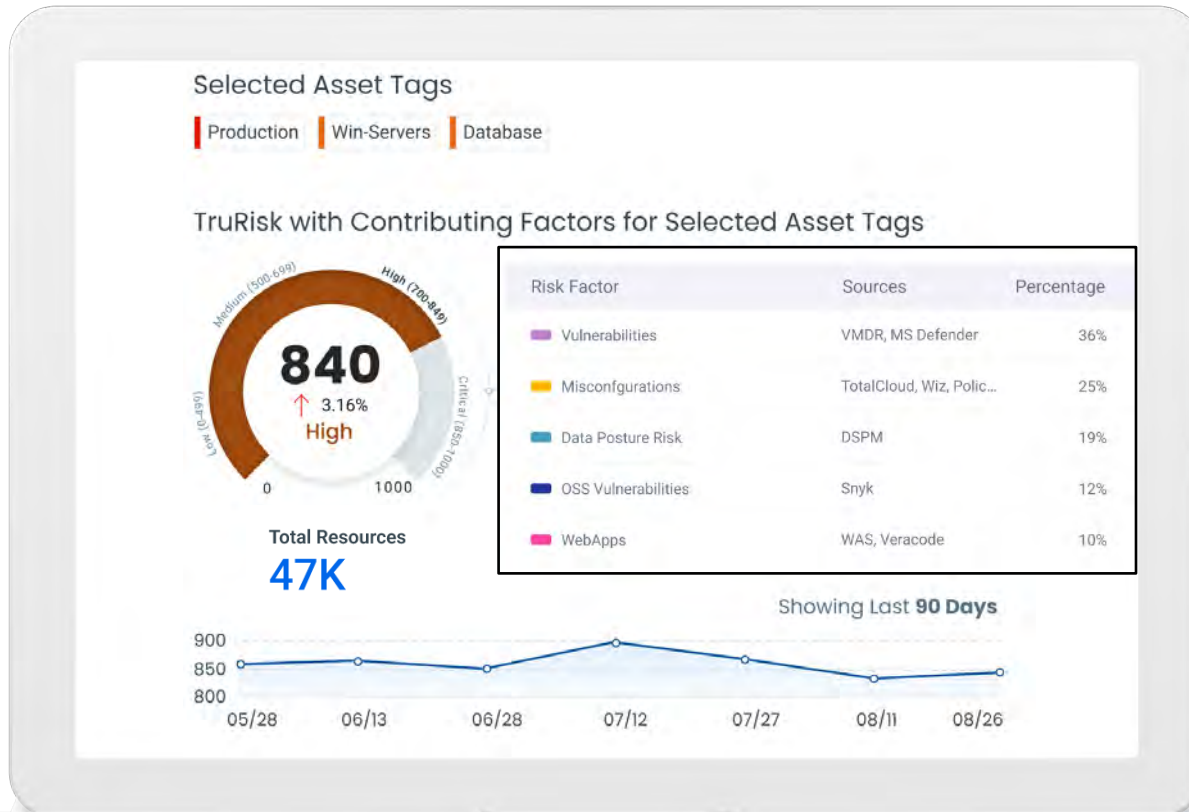 Selected Asset Tags
Production Win-Servers Database
TruRisk with Contributing Factors for Selected Asset Tags
Low (0-499)
Medium (500-699)
High (700-849)
Critical (850-1000)
840
↑ 3.16%
High
0 1000
Total Resources
47K
Risk Factor Sources Percentage
Vulnerabilities VMDR, MS Defender 36%
Misconfgurations TotalCloud, Wiz, Polic... 25%
Data Posture Risk DSPM 19%
OSS Vulnerabilities Snyk 12%
WebApps WAS, Veracode 10%
Showing Last 90 Days
900
850
800
05/28 06/13 06/28 07/12 07/27 08/11 08/26